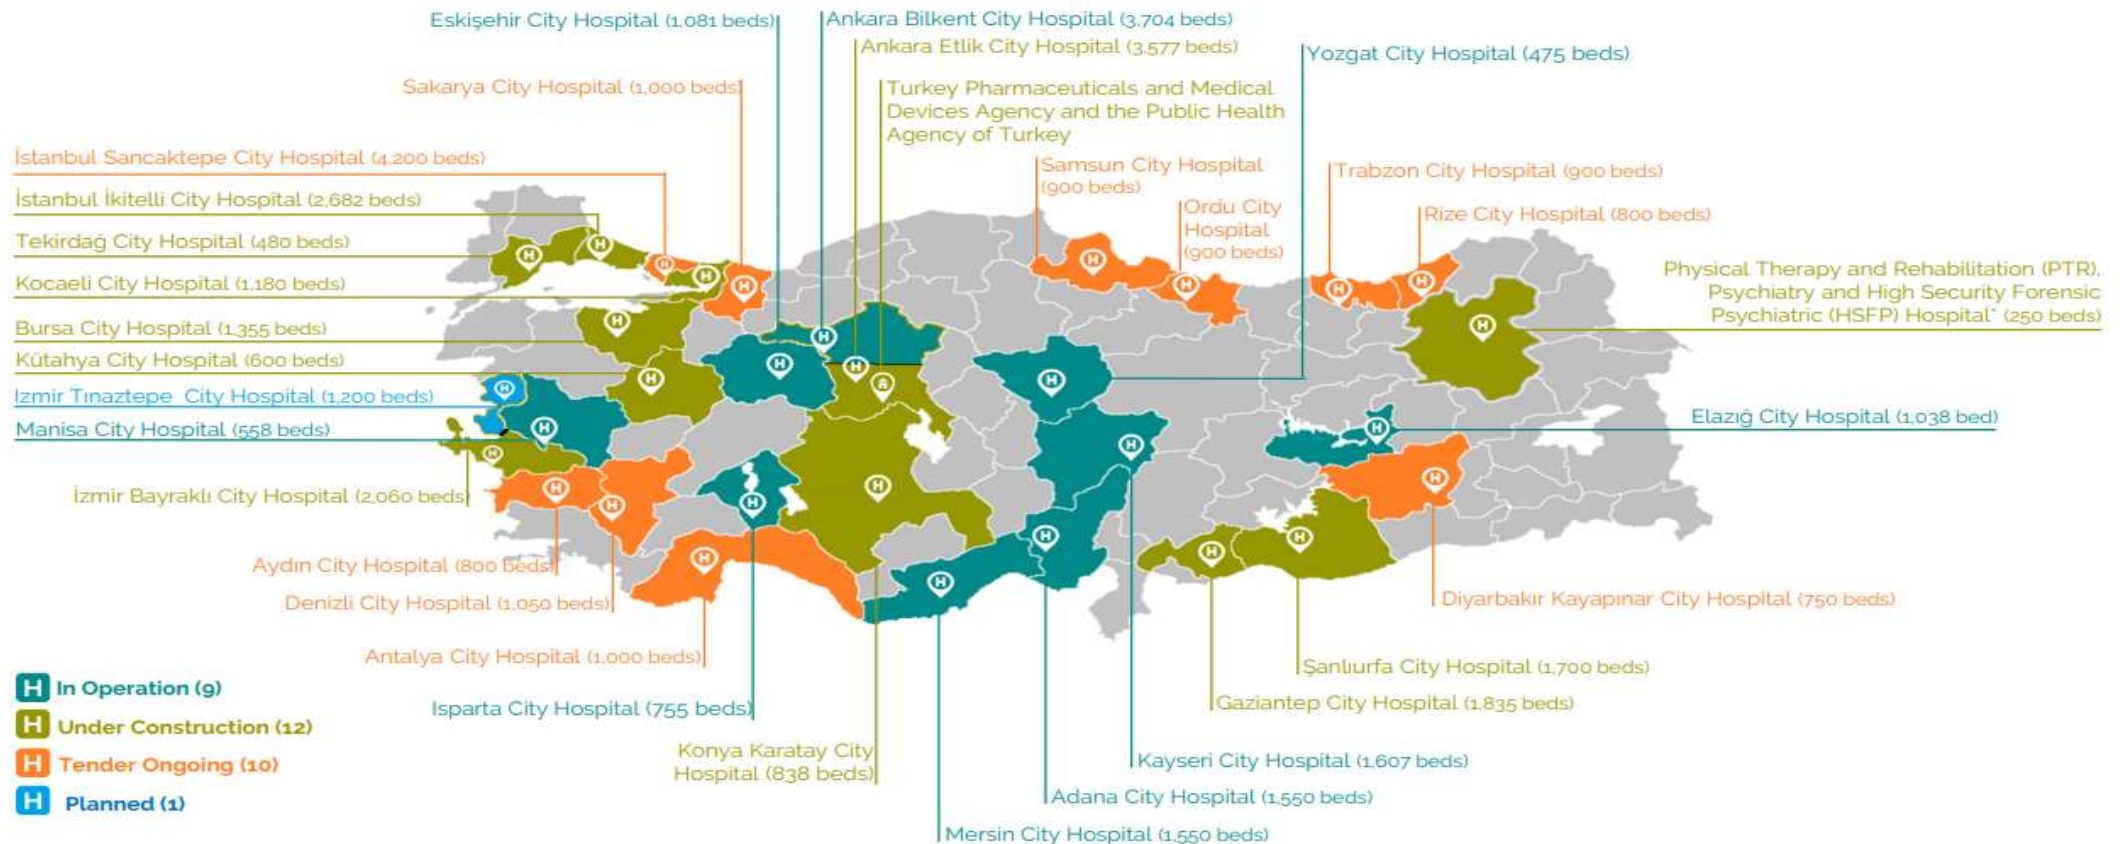 Eskişehir City Hospital (1,081 beds)
Ankara Bilkent City Hospital (3,704 beds)
Ankara Etlik City Hospital (3,577 beds)
Yozgat City Hospital (475 beds)
Sakarya City Hospital (1,000 beds)
Turkey Pharmaceuticals and Medical
Devices Agency and the Public Health
Agency of Turkey
İstanbul Sancaktepe City Hospital (4,200 beds)
Samsun City Hospital
(900 beds)
Trabzon City Hospital (900 beds)
İstanbul İkitelli City Hospital (2,682 beds)
Ordu City
Hospital
(900 beds)
Rize City Hospital (800 beds)
Tekirdağ City Hospital (480 beds)
Kocaeli City Hospital (1,180 beds)
Physical Therapy and Rehabilitation (PTR),
Psychiatry and High Security Forensic
Psychiatric (HSFP) Hospital* (250 beds)
Bursa City Hospital (1,355 beds)
Kütahya City Hospital (600 beds)
Izmir Tınaztepe City Hospital (1,200 beds)
Manisa City Hospital (558 beds)
Elazığ City Hospital (1,038 bed)
İzmir Bayraklı City Hospital (2,060 beds)
Aydın City Hospital (800 beds)
Denizli City Hospital (1,050 beds)
Diyarbakır Kayapınar City Hospital (750 beds)
Antalya City Hospital (1,000 beds)
Şanlıurfa City Hospital (1,700 beds)
Isparta City Hospital (755 beds)
Gaziantep City Hospital (1,835 beds)
Konya Karatay City
Hospital (838 beds)
Kayseri City Hospital (1,607 beds)
Adana City Hospital (1,550 beds)
Mersin City Hospital (1,550 beds)
H In Operation (9)
H Under Construction (12)
H Tender Ongoing (10)
H Planned (1)